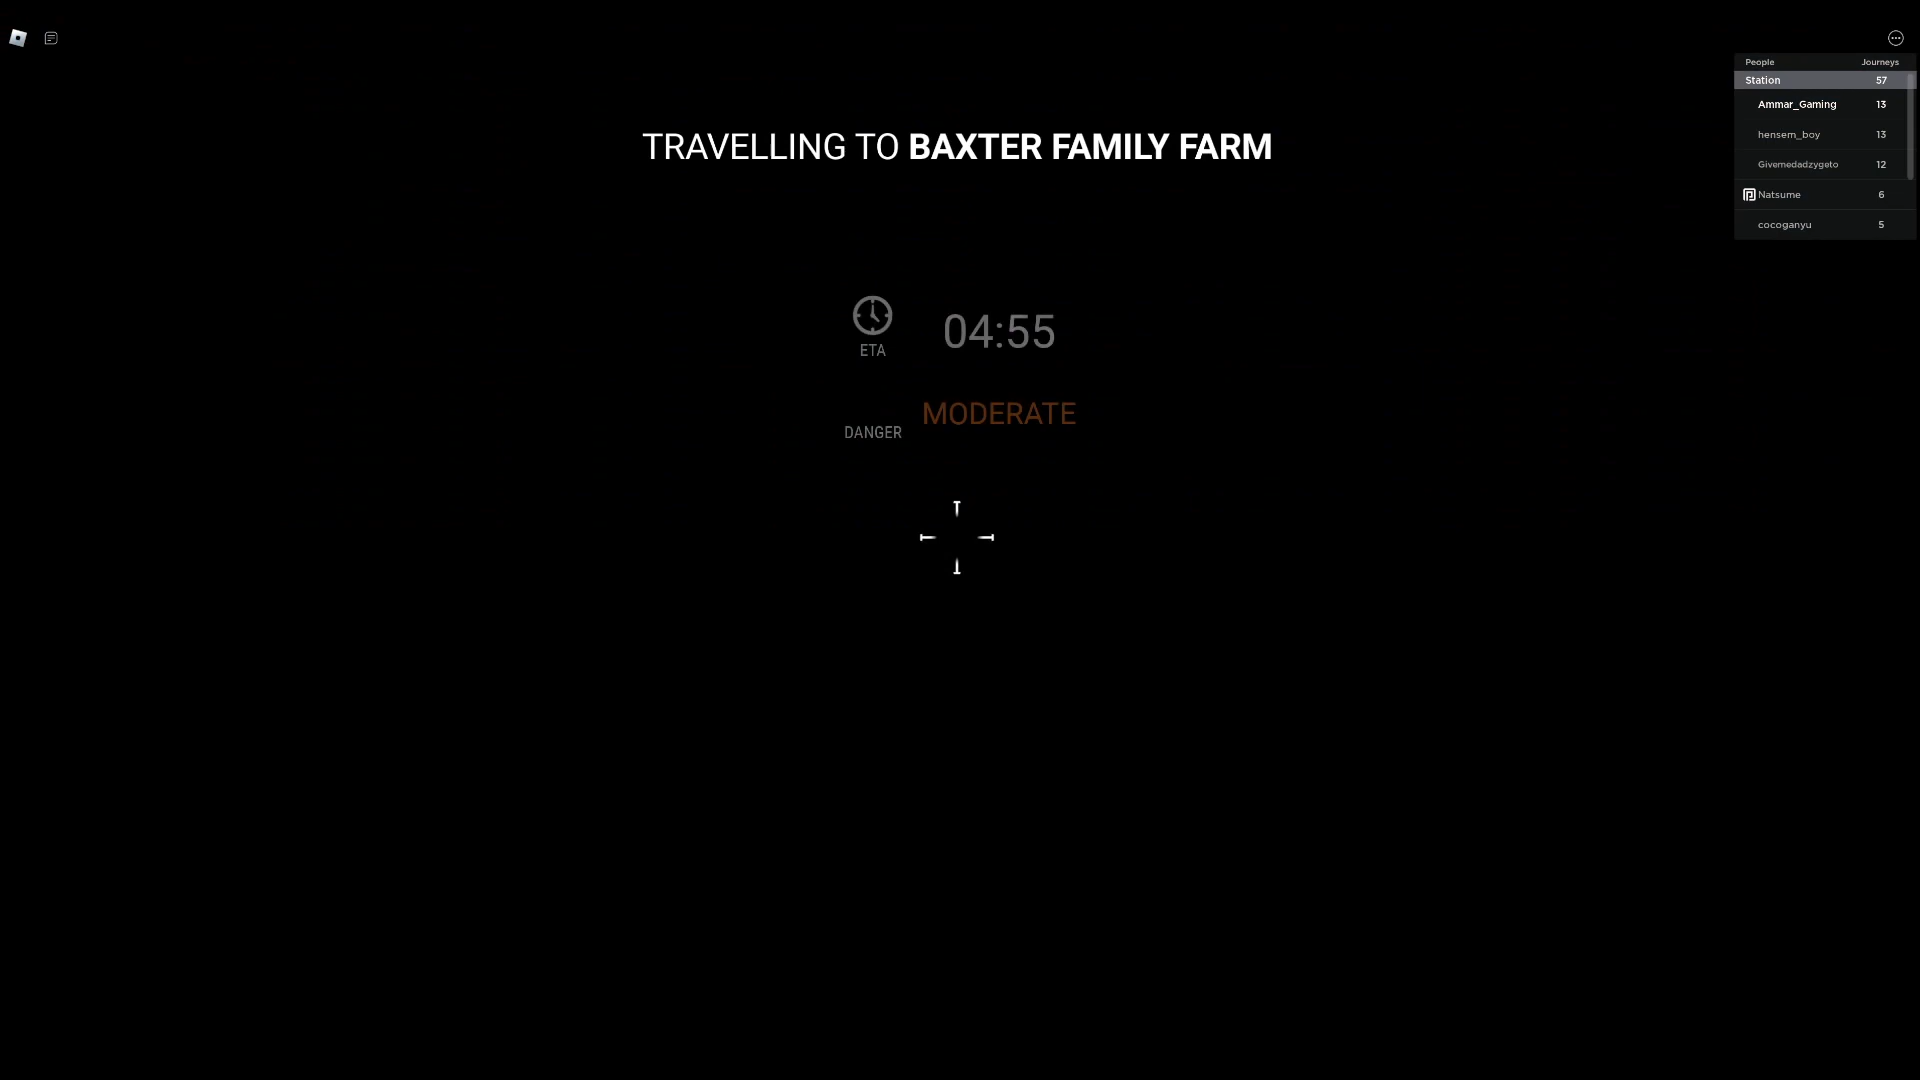 People Journeys
Station 57
Ammar_Gaming 13
hensem_boy 13
Givemedadzygeto 12
Natsume 6
cocoganyu 5
TRAVELLING TO BAXTER FAMILY FARM
04:55
ETA
MODERATE
DANGER